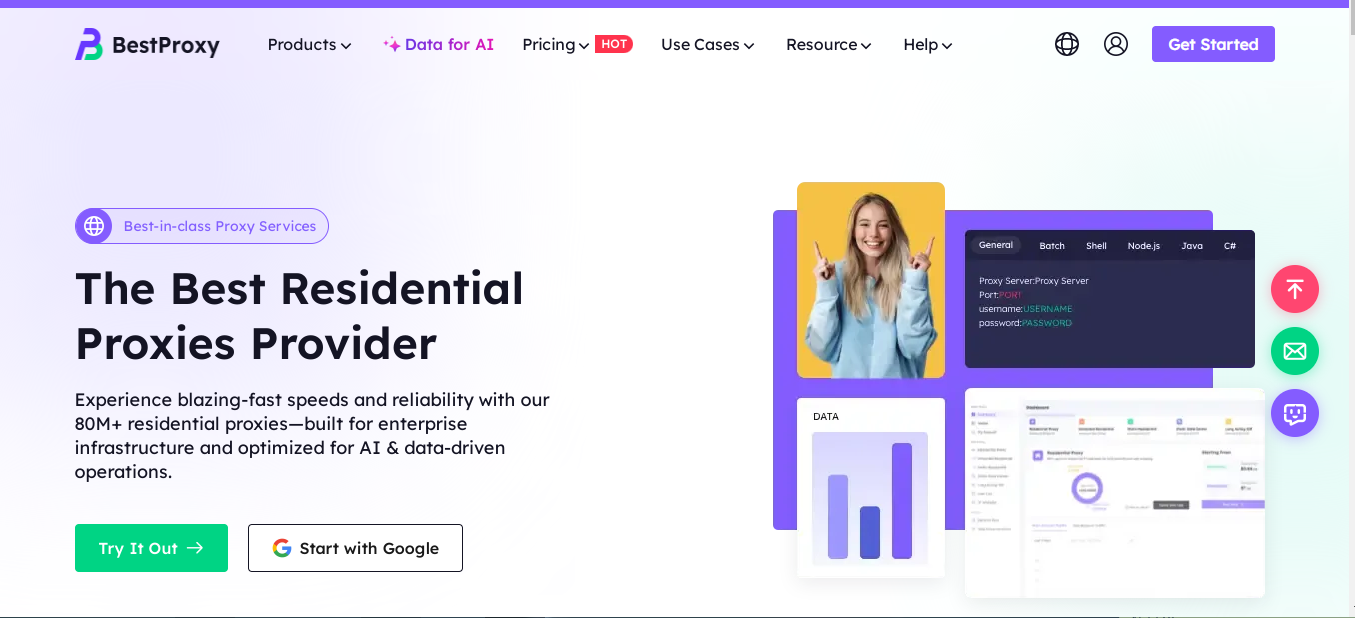 BestProxy
Products
Data for AI
Pricing
HOT
Use Cases
Resource
Help
Get Started
Best-in-class Proxy Services
The Best Residential
Proxies Provider
Experience blazing-fast speeds and reliability with our
80M+ residential proxies—built for enterprise
infrastructure and optimized for AI & data-driven
operations.
Try It Out
Start with Google
General Batch Shell Node.js Java C#
Proxy Server:Proxy Server
Port:PORT
username:USERNAME
password:PASSWORD
DATA
Dashboard
Residential Proxy
Starting From